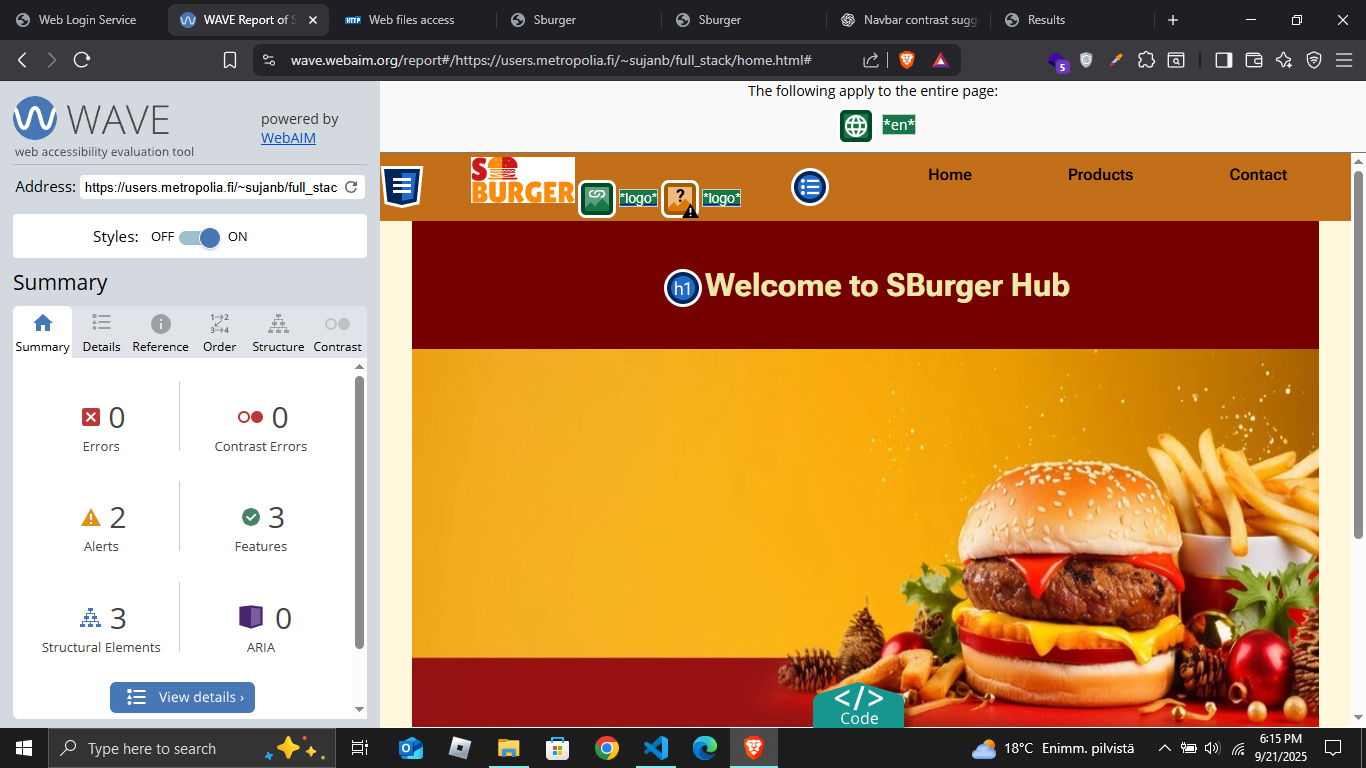 Web Login Service
WAVE Report of S
Web files access
Sburger
Sburger
Navbar contrast sugg
Results
wave.webaim.org/report#/https://users.metropolia.fi/~sujanb/full_stack/home.html#
5
WAVE
powered by
WebAIM
web accessibility evaluation tool
Address: https://users.metropolia.fi/~sujanb/full_stac
Styles: OFF ON
Summary
Summary Details Reference Order Structure Contrast
0
Errors
0
Contrast Errors
2
Alerts
3
Features
3
Structural Elements
0
ARIA
View details ›
The following apply to the entire page:
*en*
S BURGER
*logo*
*logo*
Home
Products
Contact
h1 Welcome to SBurger Hub
</>
Code
Type here to search
18°C Enimm. pilvistä
6:15 PM
9/21/2025